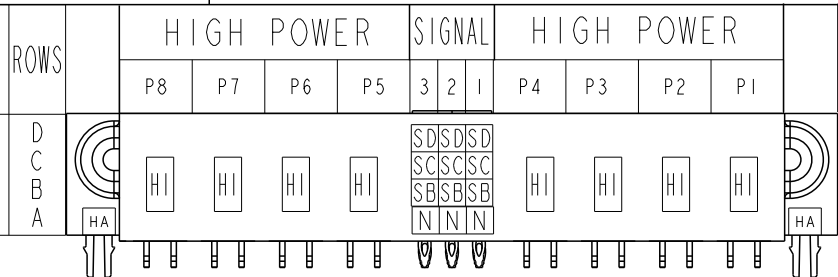 HIGH POWER SIGNAL HIGH POWER
ROWS
P8 P7 P6 P5 3 2 1 P4 P3 P2 P1
D SD SD SD
C SC SC SC
B HI HI HI HI SB SB SB HI HI HI HI
A HA N N N HA